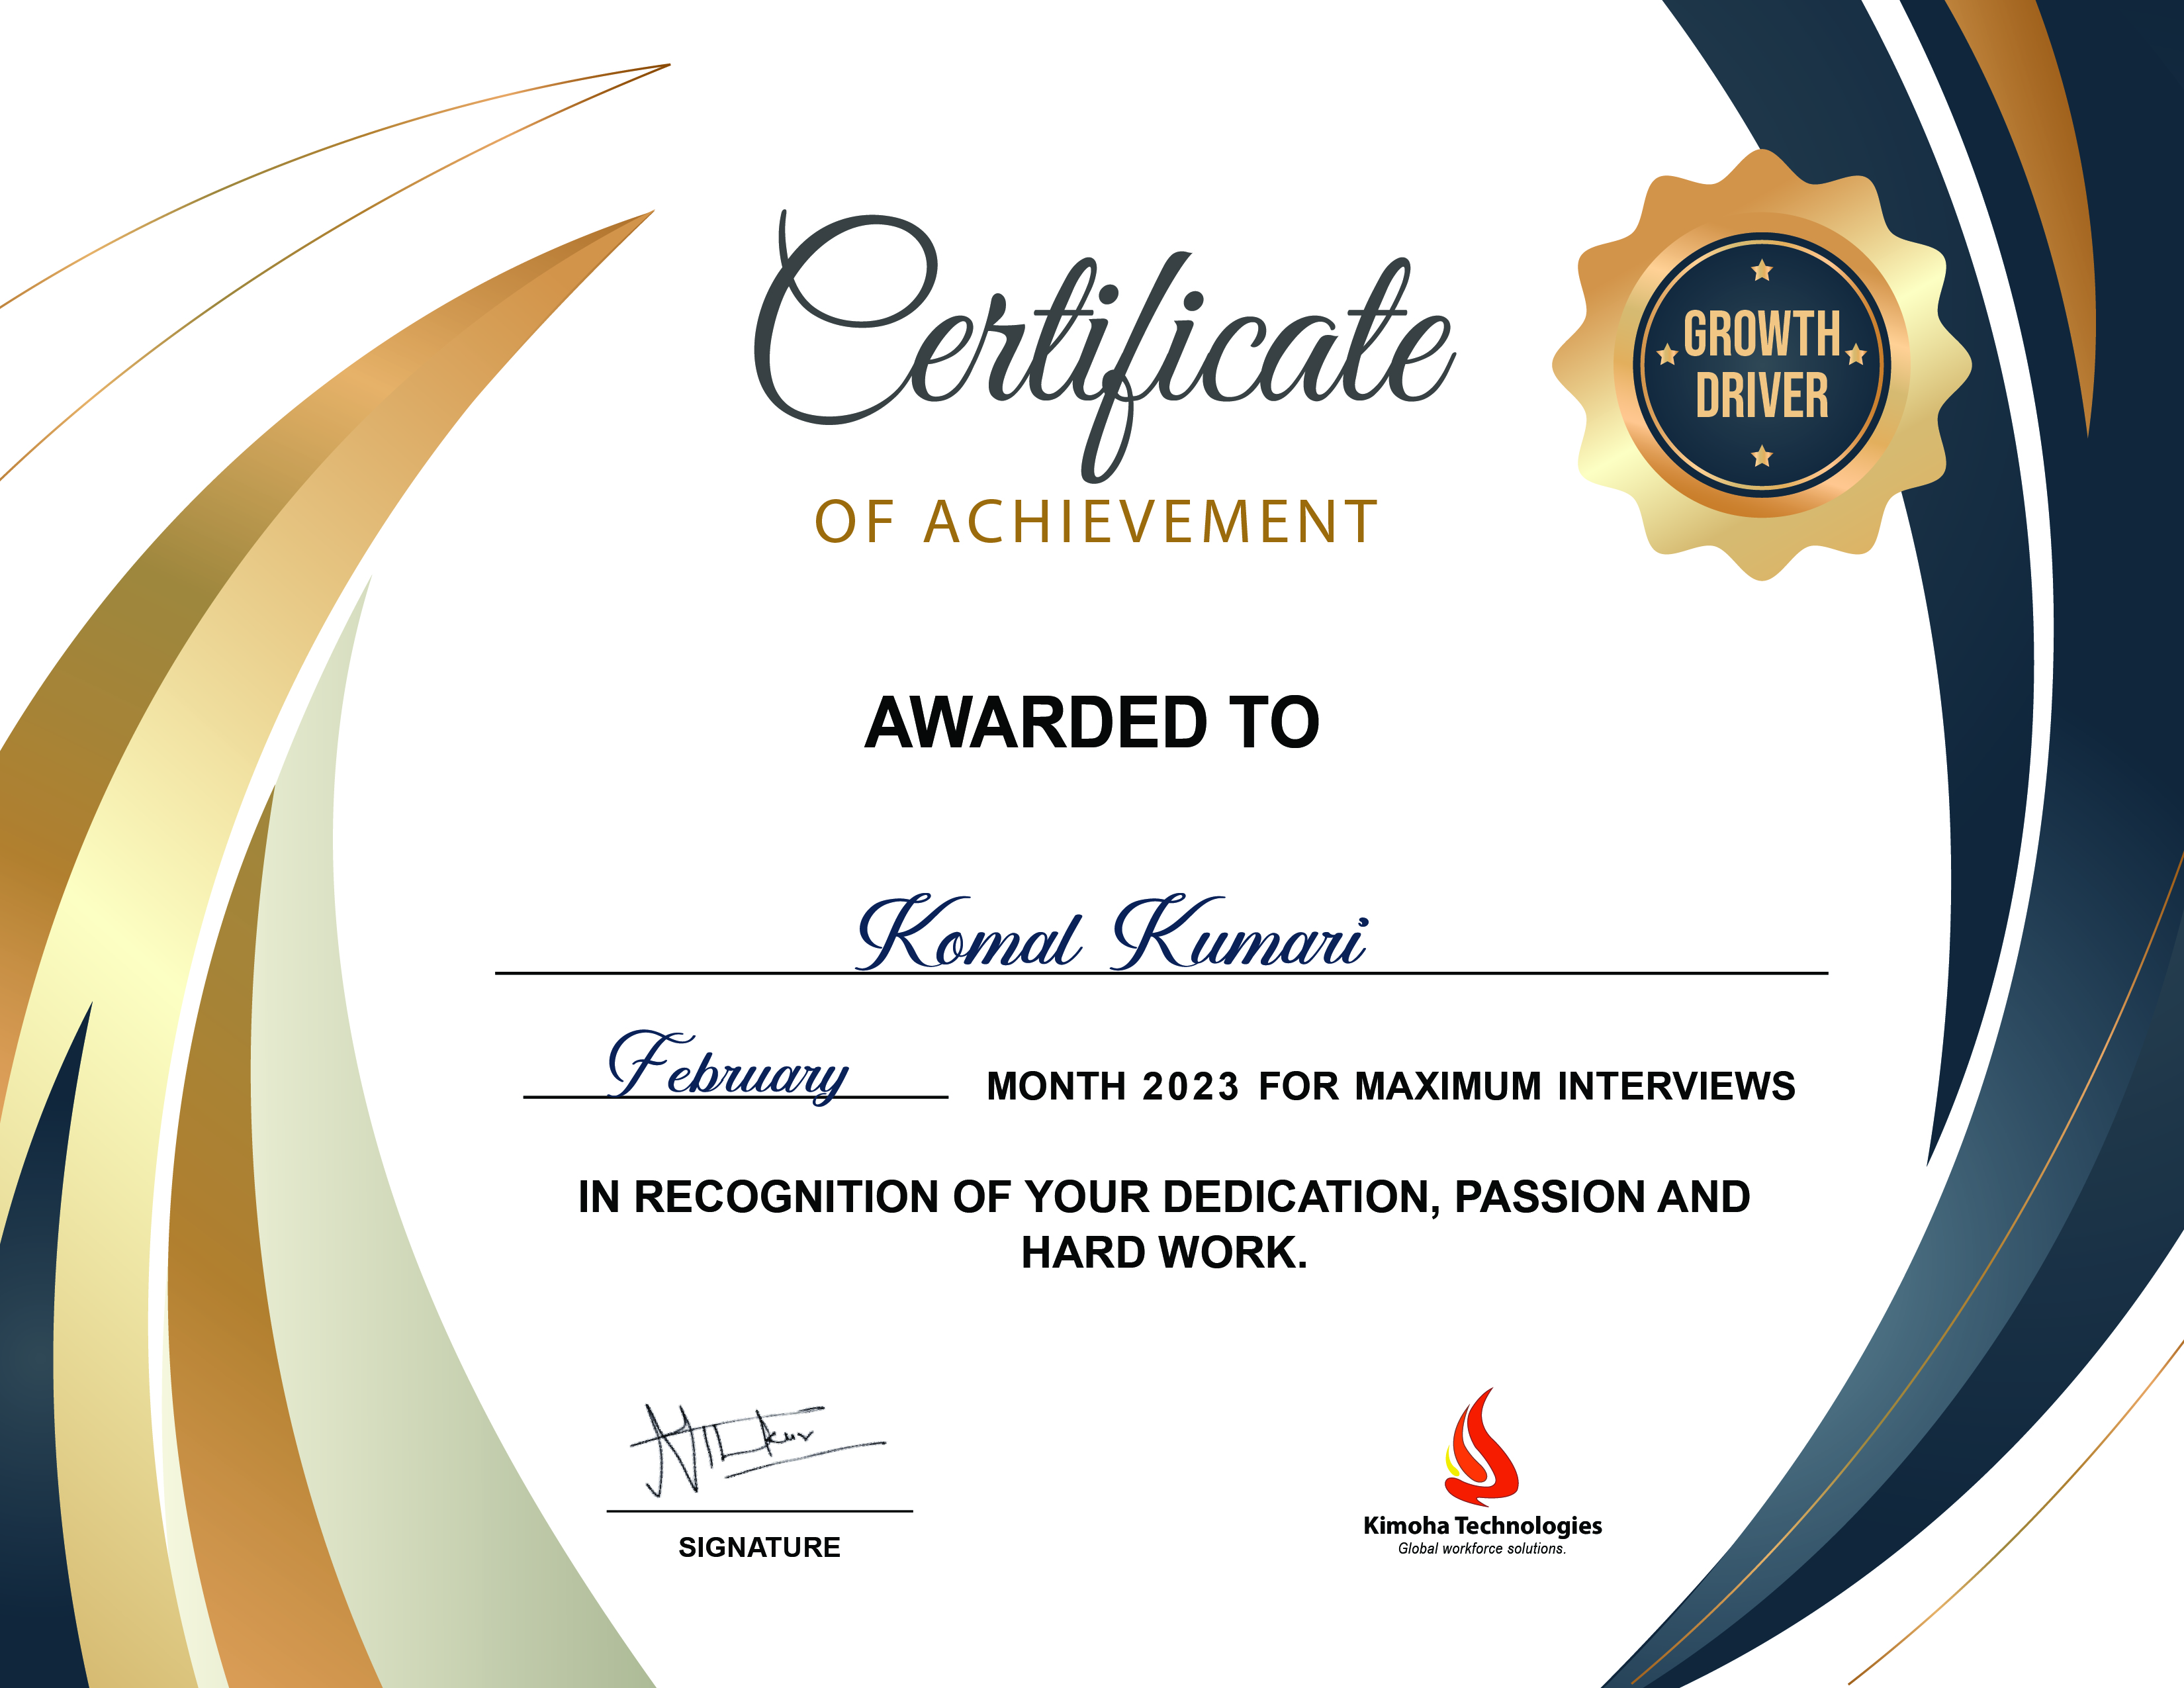 Certificate
OF ACHIEVEMENT
GROWTH
DRIVER
AWARDED TO
Komal Kumari
February MONTH 2023 FOR MAXIMUM INTERVIEWS
IN RECOGNITION OF YOUR DEDICATION, PASSION AND
HARD WORK.
SIGNATURE
Kimoha Technologies
Global workforce solutions.